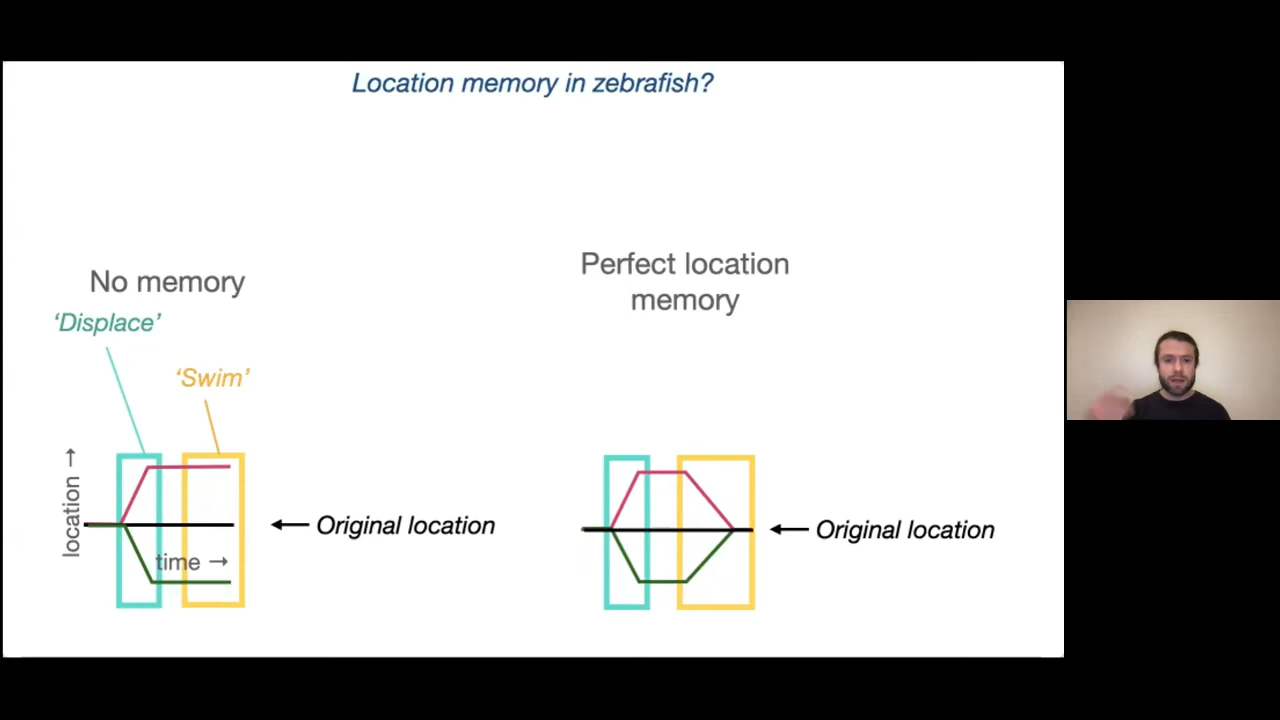 Location memory in zebrafish?
No memory
'Displace'
'Swim'
location →
time →
← Original location
Perfect location
memory
← Original location